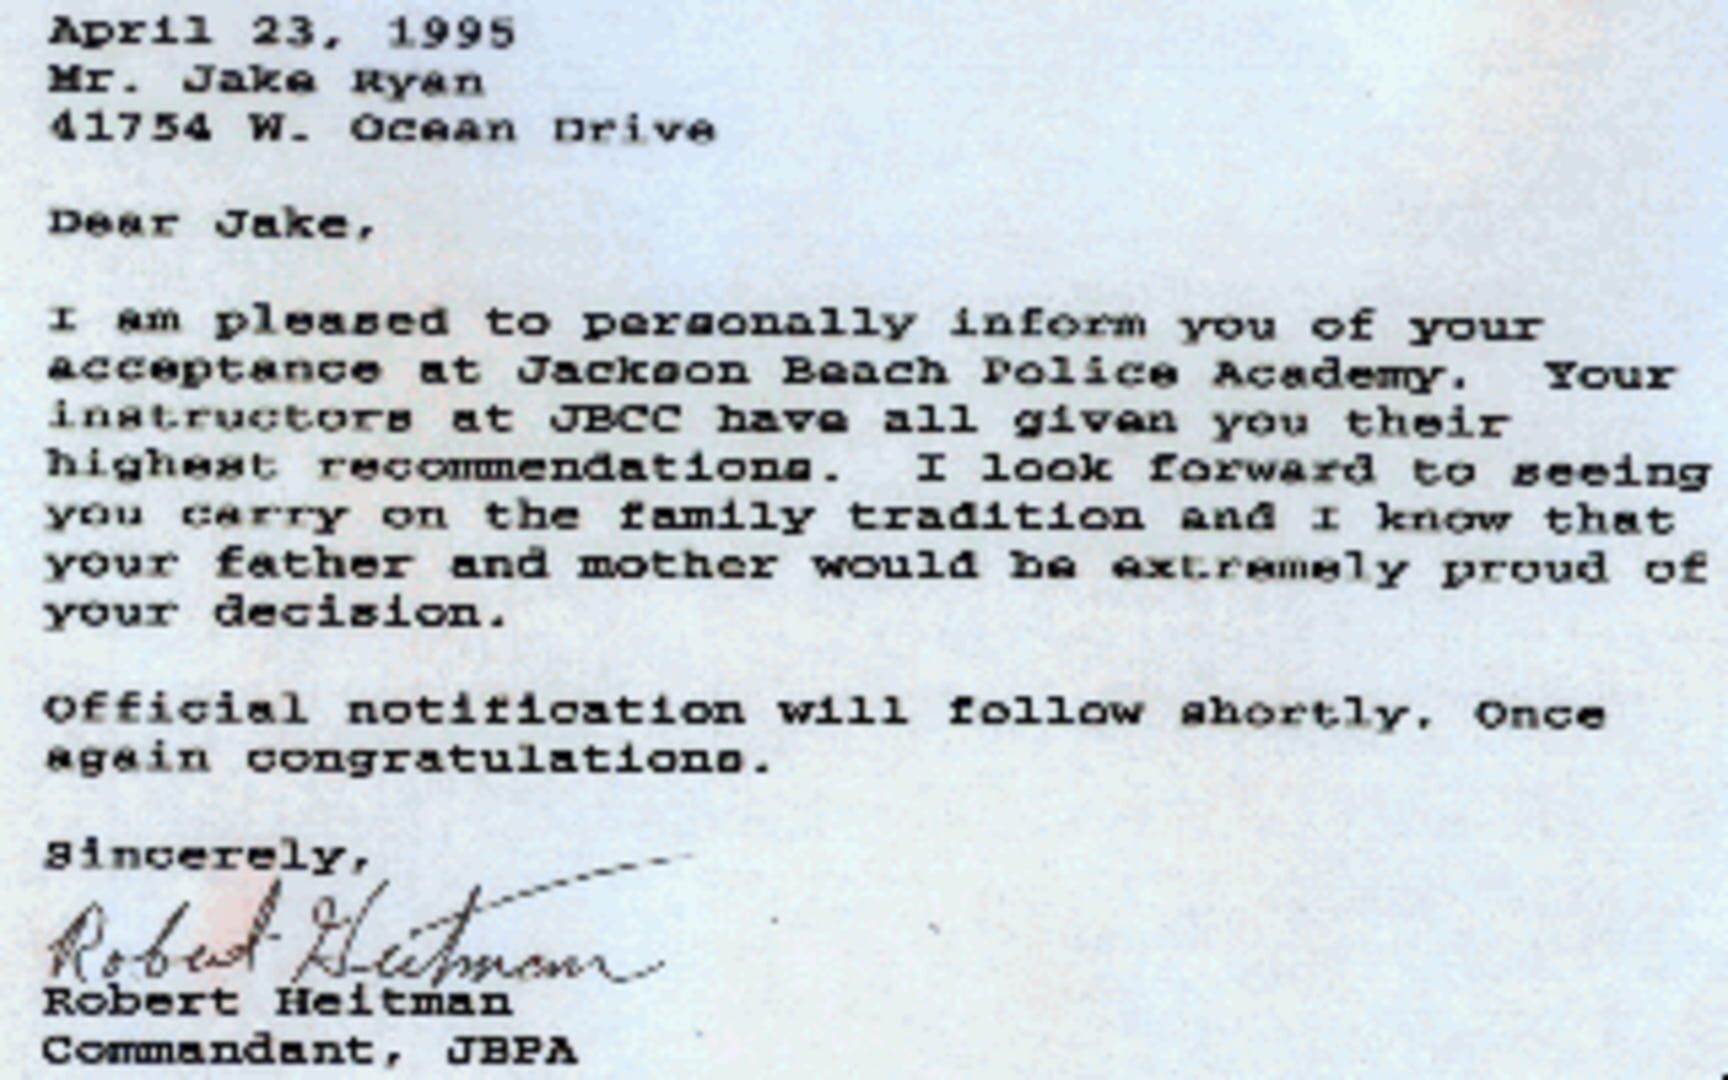 April 23, 1995
Mr. Jake Ryan
41754 W. Ocean Drive
Dear Jake,
I am pleased to personally inform you of your
acceptance at Jackson Beach Police Academy. Your
instructors at JBCC have all given you their
highest recommendations. I look forward to seeing
you carry on the family tradition and I know that
your father and mother would be extremely proud of
your decision.
Official notification will follow shortly. Once
again congratulations.
Sincerely,
Robert Heitman
Robert Heitman
Commandant, JBPA